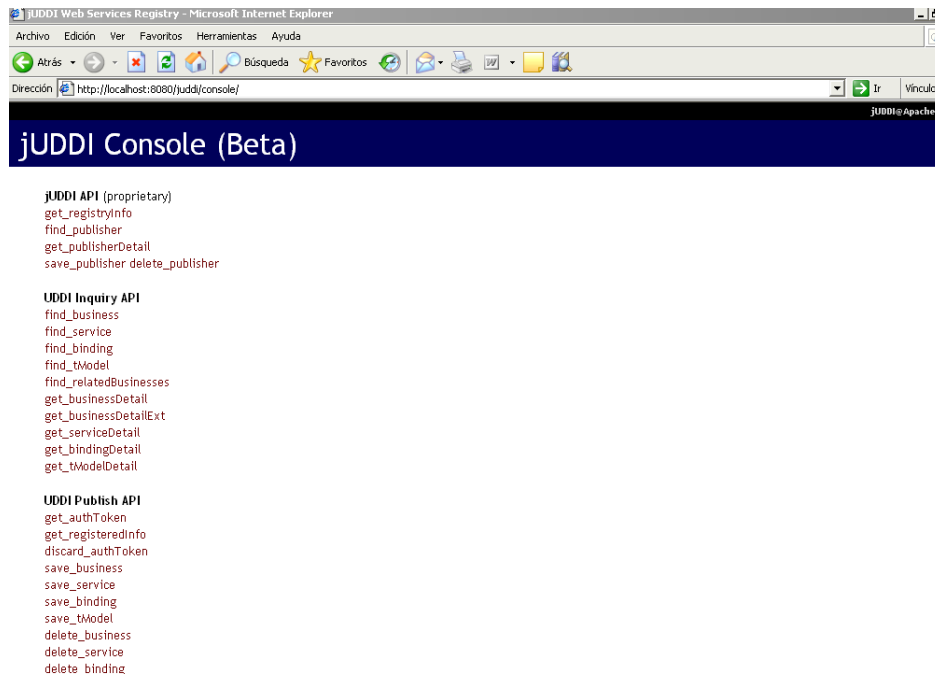 jUDDI Web Services Registry - Microsoft Internet Explorer
Archivo Edición Ver Favoritos Herramientas Ayuda
Atrás Búsqueda Favoritos
Dirección http://localhost:8080/juddi/console/ Ir Vínculo
jUDDI@Apache
jUDDI Console (Beta)
jUDDI API (proprietary)
get_registryInfo
find_publisher
get_publisherDetail
save_publisher delete_publisher
UDDI Inquiry API
find_business
find_service
find_binding
find_tModel
find_relatedBusinesses
get_businessDetail
get_businessDetailExt
get_serviceDetail
get_bindingDetail
get_tModelDetail
UDDI Publish API
get_authToken
get_registeredInfo
discard_authToken
save_business
save_service
save_binding
save_tModel
delete_business
delete_service
delete_binding